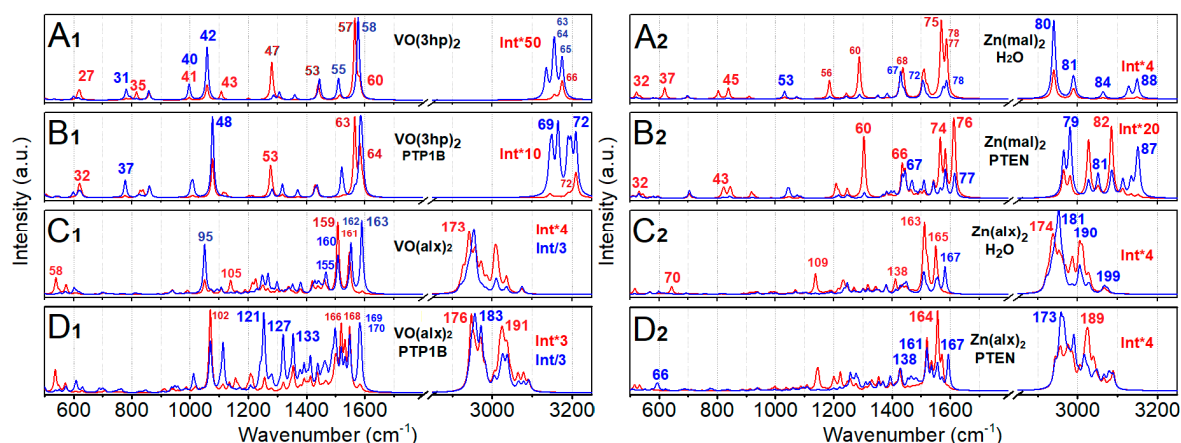 A1
27
31
35
40
41
42
43
47
53
55
57
58
60
VO(3hp)2
Int*50
63
64
65
66
B1
32
37
48
53
63
64
VO(3hp)2
PTP1B
Int*10
69
72
72
C1
58
95
105
155
160
159
162
161
163
VO(alx)2
173
Int*4
Int/3
D1
102
121
127
133
166
168
169
170
VO(alx)2
PTP1B
176
183
191
Int*3
Int/3
Intensity (a.u.)
600 800 1000 1200 1400 1600 3000 3200
Wavenumber (cm-1)
A2
32
37
45
53
56
60
67
68
72
75
78
77
78
Zn(mal)2
H2O
80
81
84
88
Int*4
B2
32
43
60
66
67
74
76
77
Zn(mal)2
PTEN
79
81
82
87
Int*20
C2
70
109
138
163
165
167
Zn(alx)2
H2O
174
181
190
199
Int*4
D2
66
138
161
164
167
Zn(alx)2
PTEN
173
189
Int*4
Intensity (a.u.)
600 800 1000 1200 1400 1600 3000 3200
Wavenumber (cm-1)